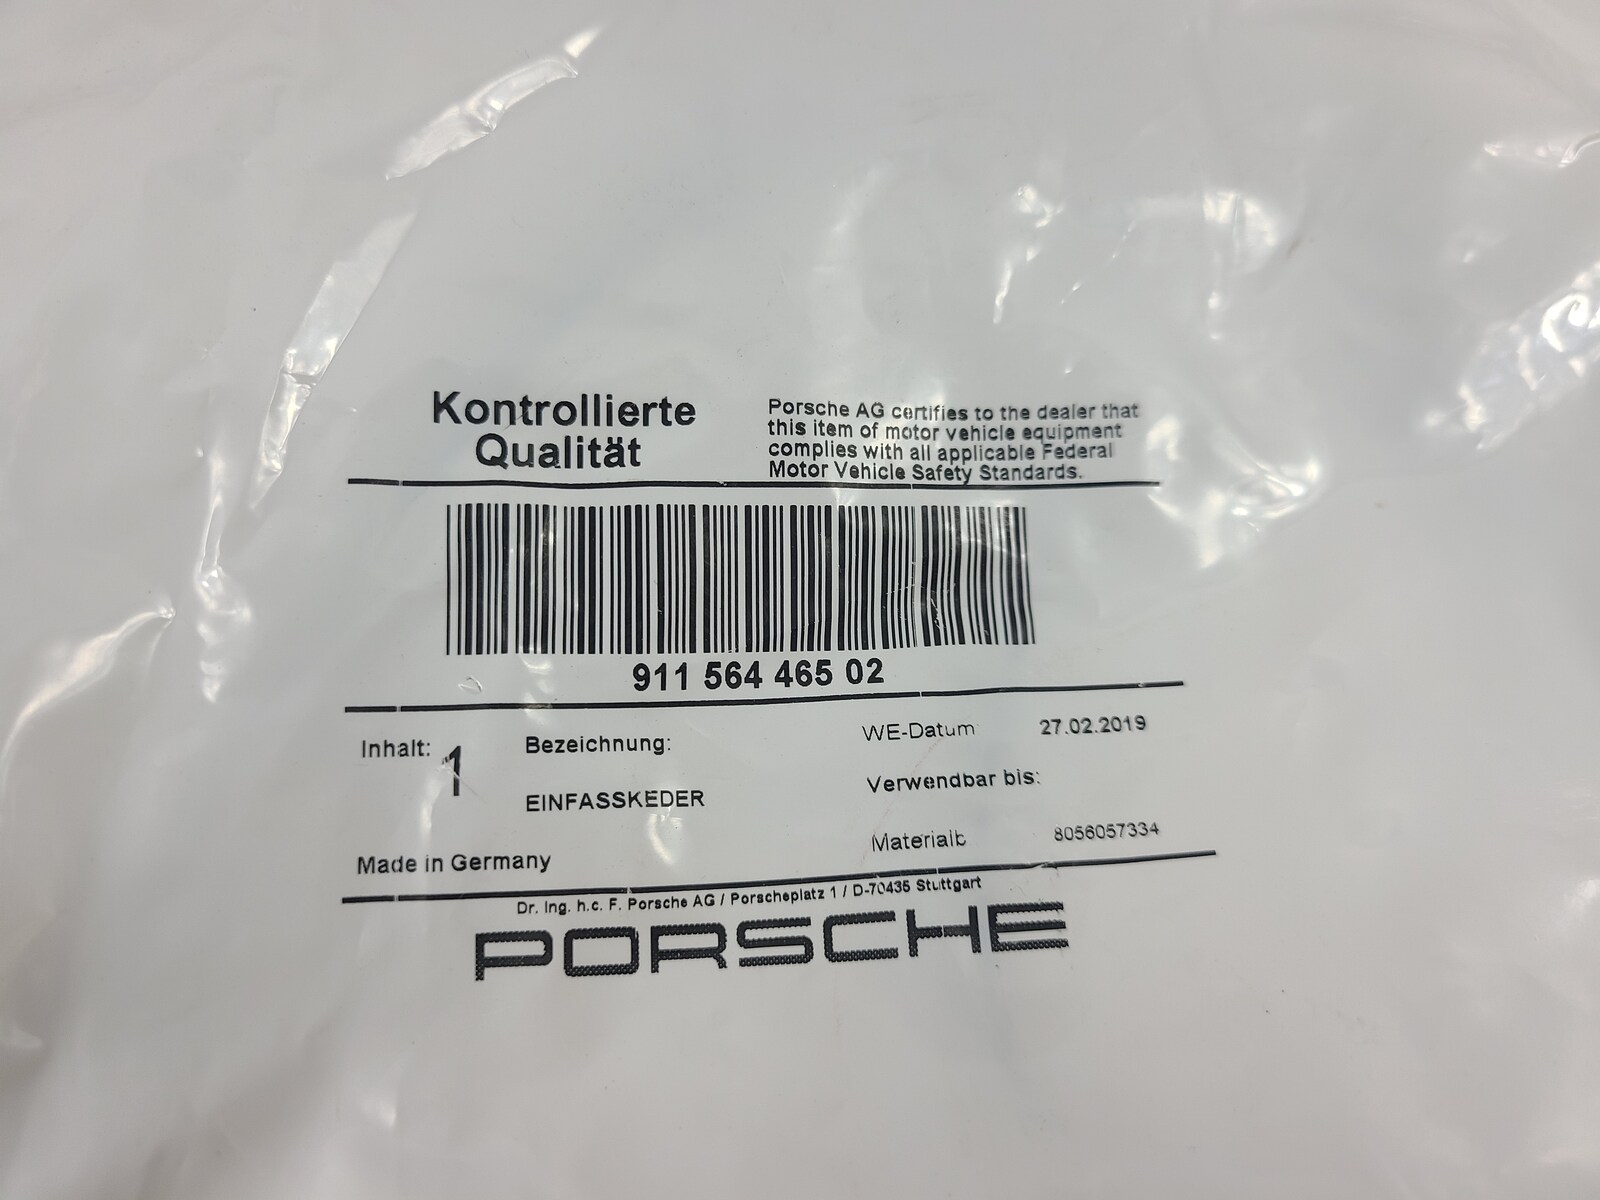 Kontrollierte
Qualität
Porsche AG certifies to the dealer that
this item of motor vehicle equipment
complies with all applicable Federal
Motor Vehicle Safety Standards.
911 564 465 02
Inhalt: 1
Bezeichnung:
EINFASSKEDER
WE-Datum 27.02.2019
Verwendbar bis:
Materialb 8056057334
Made in Germany
Dr. Ing. h.c. F. Porsche AG / Porscheplatz 1 / D-70435 Stuttgart
PORSCHE